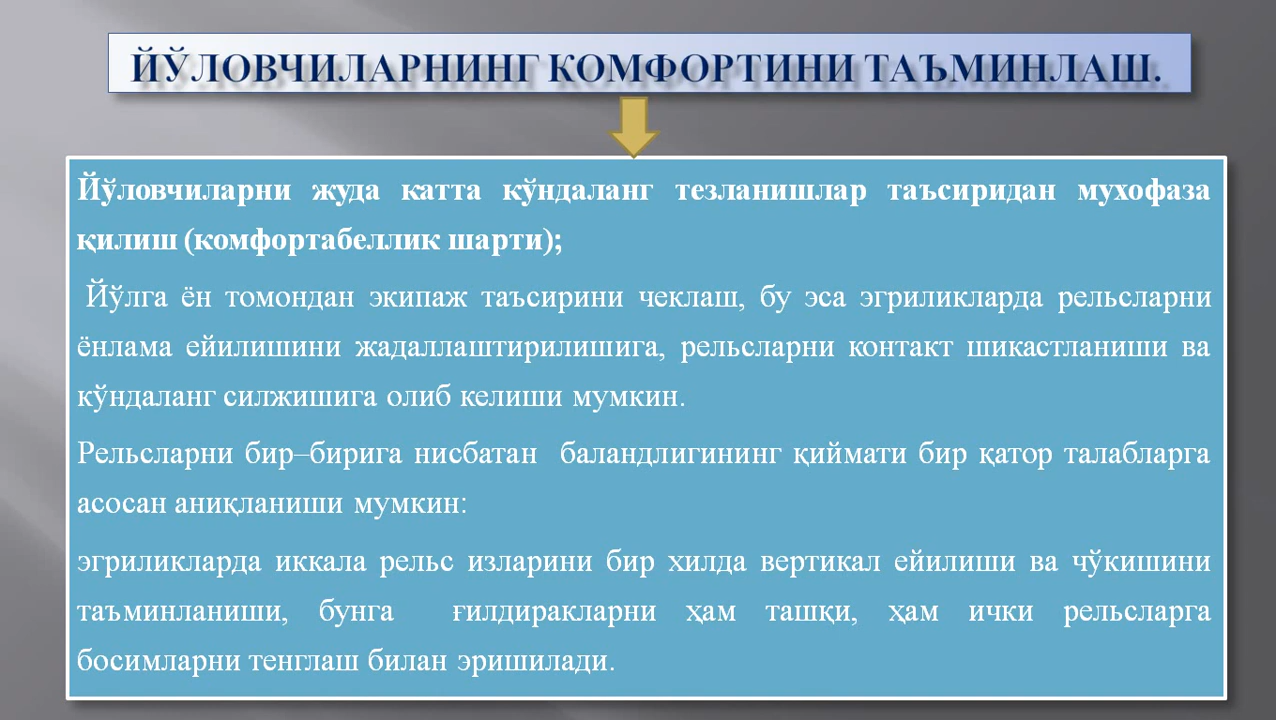 ЙЎЛОВЧИЛАРНИНГ КОМФОРТИНИ ТАЪМИНЛАШ.
Йўловчиларни жуда катта кўндаланг тезланишлар таъсиридан мухофаза
қилиш (комфортабеллик шарти);
Йўлга ён томондан экипаж таъсирини чеклаш, бу эса эгриликларда рельсларни
ёнлама ейилишини жадаллаштирилишига, рельсларни контакт шикастланиши ва
кўндаланг силжишига олиб келиши мумкин.
Рельсларни бир–бирига нисбатан баландлигининг қиймати бир қатор талабларга
асосан аниқланиши мумкин:
эгриликларда иккала рельс изларини бир хилда вертикал ейилиши ва чўкишини
таъминланиши, бунга ғилдиракларни ҳам ташқи, ҳам ички рельсларга
босимларни тенглаш билан эришилади.